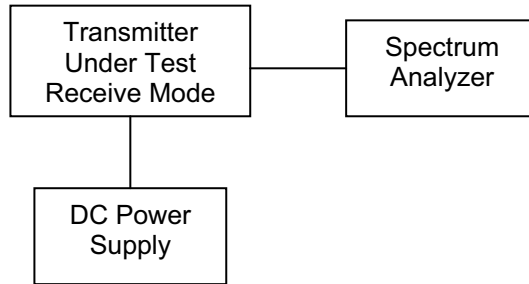 Transmitter
Under Test
Receive Mode
Spectrum
Analyzer
DC Power
Supply